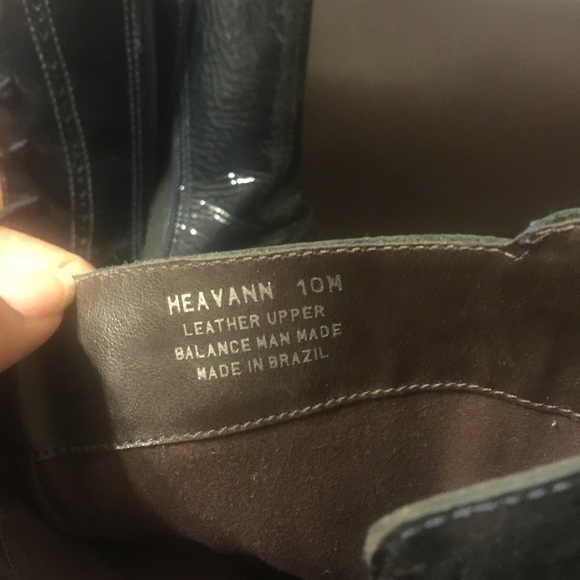 HEAVANN 10M
LEATHER UPPER
BALANCE MAN MADE
MADE IN BRAZIL